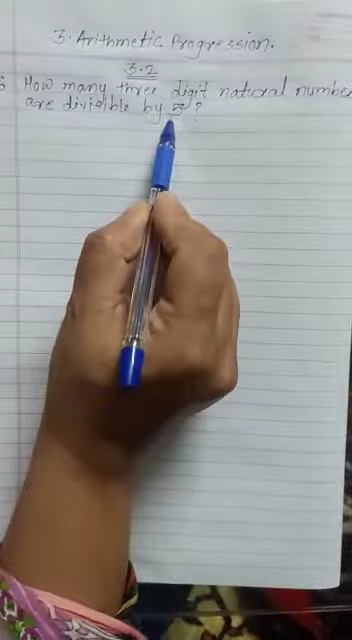 3. Arithmetic Progression.
3.2
How many three digit natural number
are divisible by 5?